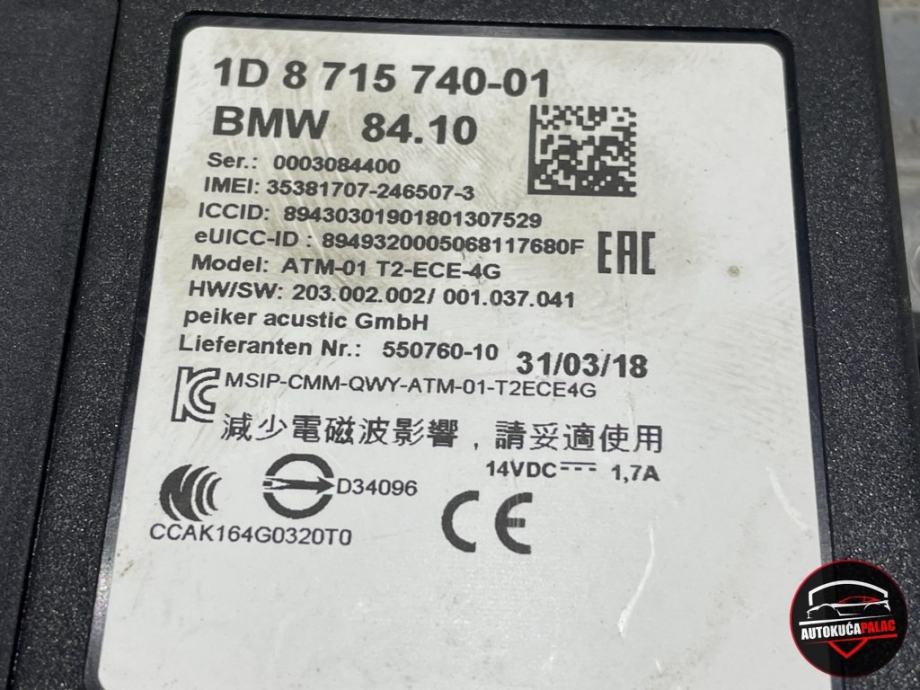 1D 8 715 740-01
BMW 84.10
Ser.: 0003084400
IMEI: 35381707-246507-3
ICCID: 89430301901801307529
eUICC-ID : 8949320005068117680F
EAC
Model: ATM-01 T2-ECE-4G
HW/SW: 203.002.002/ 001.037.041
peiker acustic GmbH
Lieferanten Nr.: 550760-10 31/03/18
MSIP-CMM-QWY-ATM-01-T2ECE4G
減少電磁波影響，請妥適使用
14VDC 1,7A
D34096
CE
CCAK164G0320T0
AUTOKUĆAPALAC